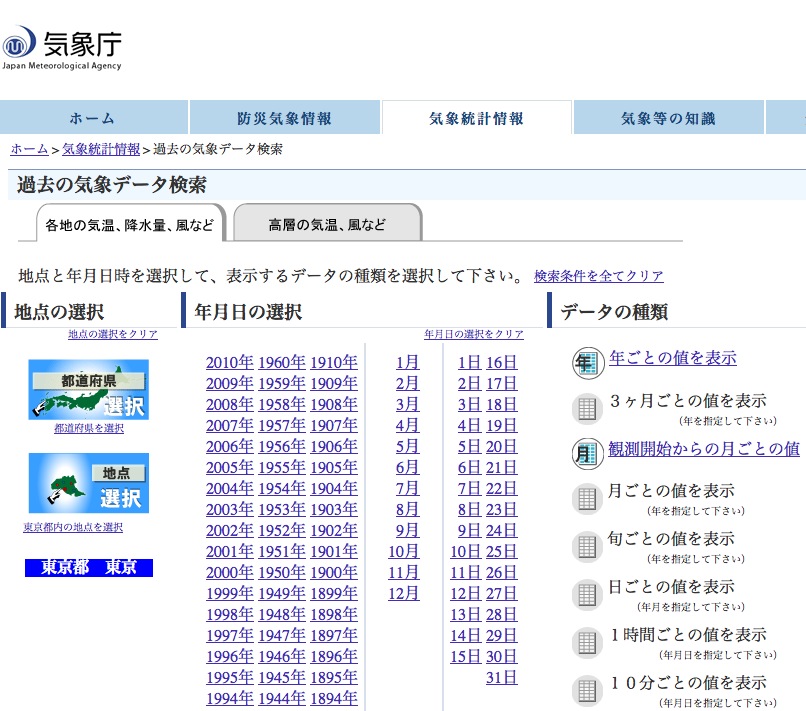 気象庁
Japan Meteorological Agency
ホーム 防災気象情報 気象統計情報 気象等の知識
ホーム > 気象統計情報 > 過去の気象データ検索
過去の気象データ検索
各地の気温、降水量、風など 高層の気温、風など
地点と年月日時を選択して、表示するデータの種類を選択して下さい。 検索条件を全てクリア
地点の選択
地点の選択をクリア
都道府県
選択
都道府県を選択
地点
選択
東京都内の地点を選択
東京都 東京
年月日の選択
年月日の選択をクリア
2010年 1960年 1910年 1月 1日 16日
2009年 1959年 1909年 2月 2日 17日
2008年 1958年 1908年 3月 3日 18日
2007年 1957年 1907年 4月 4日 19日
2006年 1956年 1906年 5月 5日 20日
2005年 1955年 1905年 6月 6日 21日
2004年 1954年 1904年 7月 7日 22日
2003年 1953年 1903年 8月 8日 23日
2002年 1952年 1902年 9月 9日 24日
2001年 1951年 1901年 10月 10日 25日
2000年 1950年 1900年 11月 11日 26日
1999年 1949年 1899年 12月 12日 27日
1998年 1948年 1898年 13日 28日
1997年 1947年 1897年 14日 29日
1996年 1946年 1896年 15日 30日
1995年 1945年 1895年 31日
1994年 1944年 1894年
データの種類
年 年ごとの値を表示
３ヶ月ごとの値を表示
（年を指定して下さい）
月 観測開始からの月ごとの値
月ごとの値を表示
（年を指定して下さい）
旬ごとの値を表示
（年を指定して下さい）
日ごとの値を表示
（年月を指定して下さい）
１時間ごとの値を表示
（年月日を指定して下さい）
１０分ごとの値を表示
（年月日を指定して下さい）